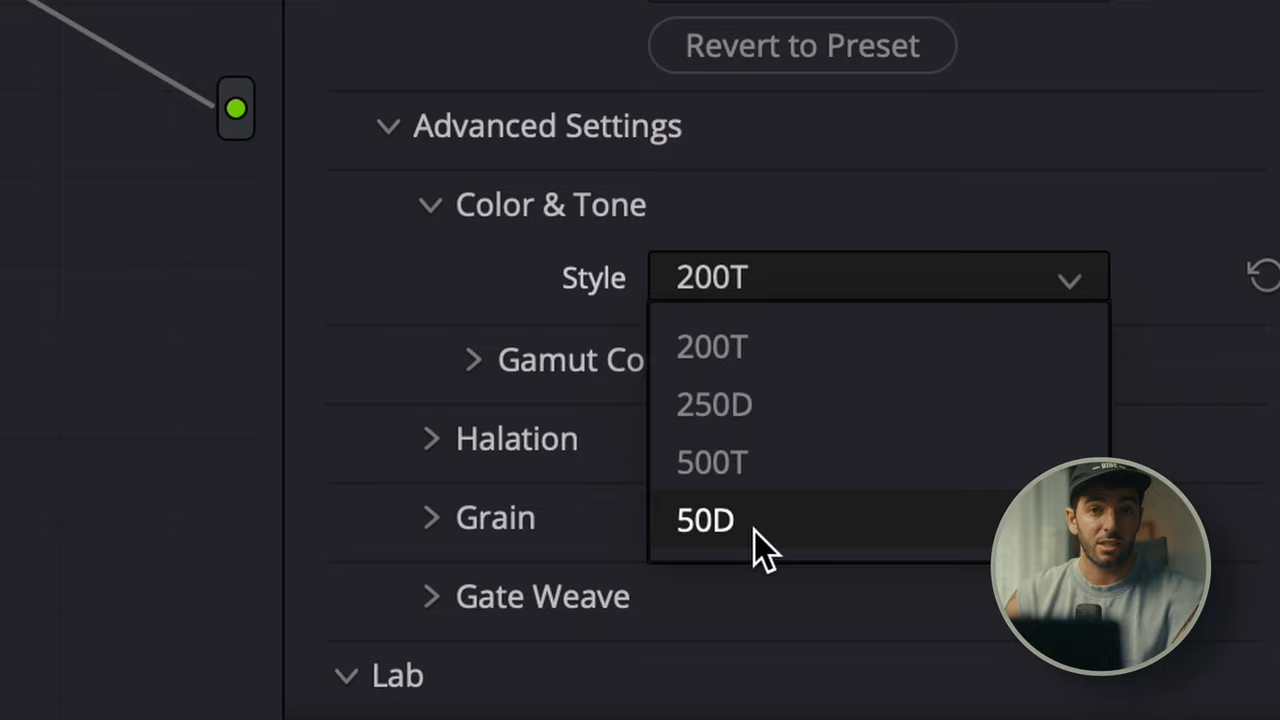 Revert to Preset
Advanced Settings
Color & Tone
Style 200T
200T
Gamut Co
250D
Halation
500T
Grain
50D
Gate Weave
Lab